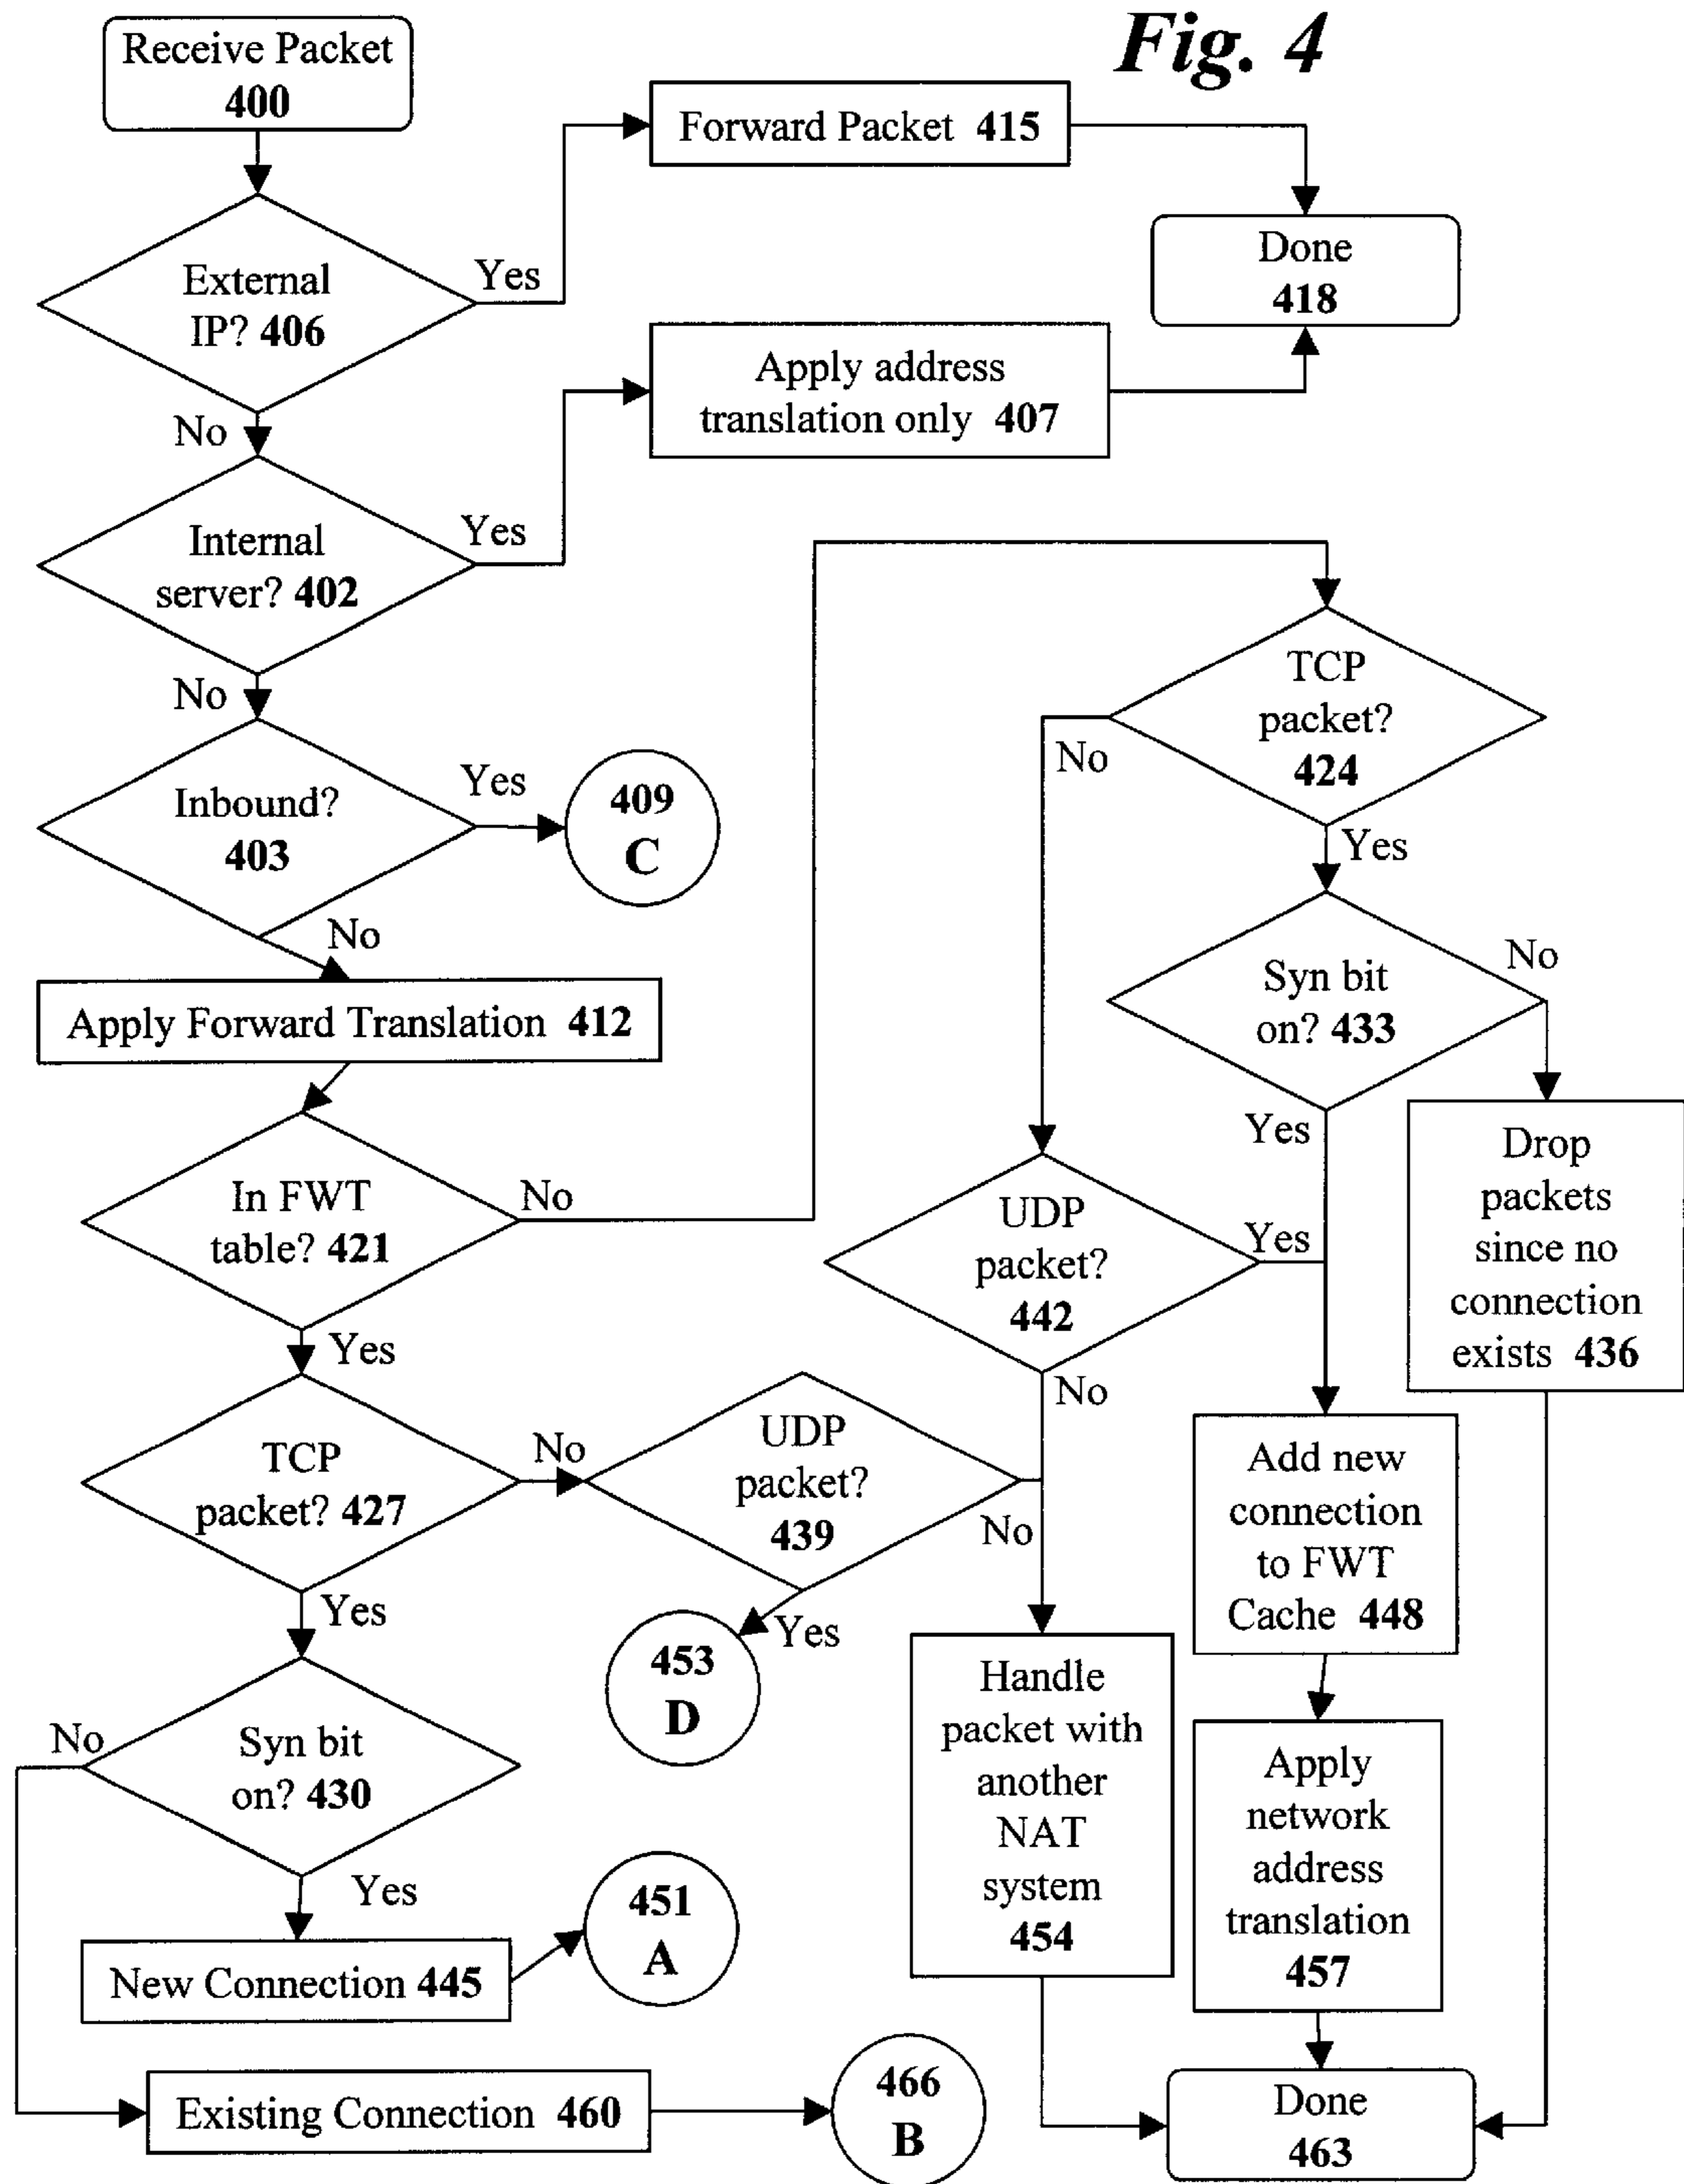 Fig. 4
Receive Packet
400
Forward Packet 415
Done
418
External
IP? 406
Yes
No
Apply address
translation only 407
Internal
server? 402
Yes
No
Inbound?
403
Yes
409
C
No
Apply Forward Translation 412
In FWT
table? 421
No
Yes
TCP
packet?
424
No
Yes
Syn bit
on? 433
No
Yes
Drop
packets
since no
connection
exists 436
UDP
packet?
442
Yes
No
TCP
packet? 427
No
Yes
UDP
packet?
439
No
Yes
453
D
Add new
connection
to FWT
Cache 448
Handle
packet with
another
NAT
system
454
Apply
network
address
translation
457
Syn bit
on? 430
No
Yes
New Connection 445
451
A
Existing Connection 460
466
B
Done
463